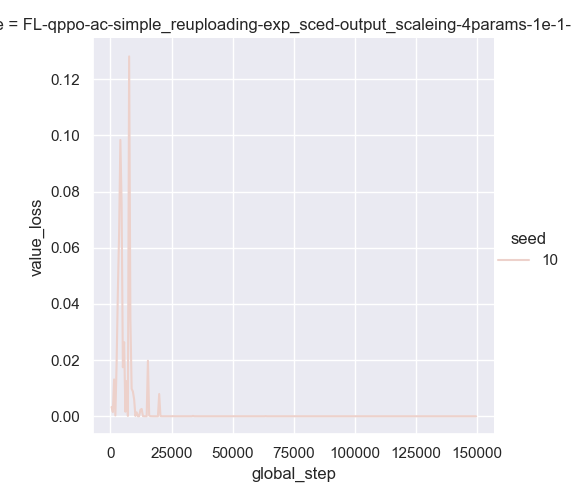 e = FL-qppo-ac-simple_reuploading-exp_sced-output_scaleing-4params-1e-1-
0.12
0.10
0.08
0.06
0.04
0.02
0.00
value_loss
0 25000 50000 75000 100000 125000 150000
global_step
seed
10